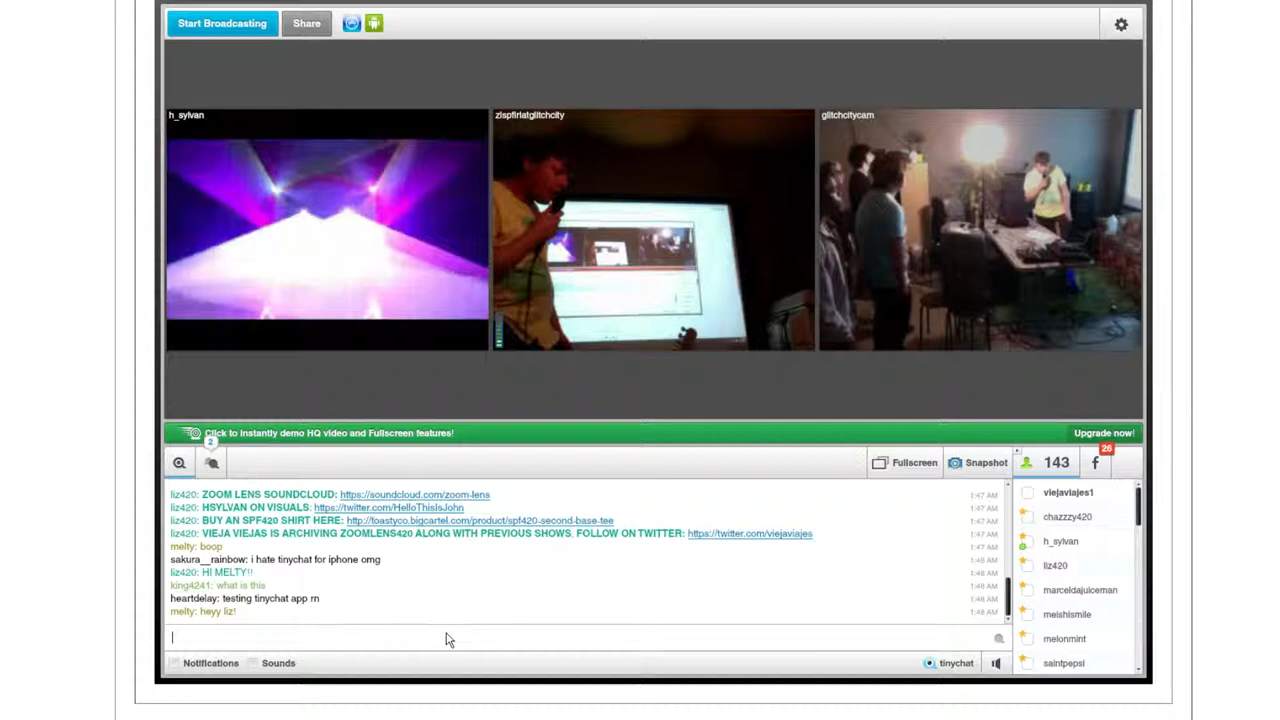 Start Broadcasting Share
h_sylvan zlspfirlatglitchcity glitchcitycam
Click to instantly demo HQ video and Fullscreen features! Upgrade now!
2
Fullscreen Snapshot 143 26
liz420: ZOOM LENS SOUNDCLOUD: https://soundcloud.com/zoom-lens 1:47 AM
liz420: HSYLVAN ON VISUALS: https://twitter.com/HelloThisIsJohn 1:47 AM
liz420: BUY AN SPF420 SHIRT HERE: http://toastyco.bigcartel.com/product/spf420-second-base-tee 1:47 AM
liz420: VIEJA VIEJAS IS ARCHIVING ZOOMLENS420 ALONG WITH PREVIOUS SHOWS, FOLLOW ON TWITTER: https://twitter.com/viejaviajes 1:47 AM
melty: boop 1:47 AM
sakura__rainbow: i hate tinychat for iphone omg 1:48 AM
liz420: HI MELTY!! 1:48 AM
king4241: what is this 1:48 AM
heartdelay: testing tinychat app rn 1:48 AM
melty: heyy liz! 1:48 AM
viejaviajes1
chazzzy420
h_sylvan
liz420
marceldajuiceman
meishismile
melonmint
saintpepsi
Notifications Sounds tinychat